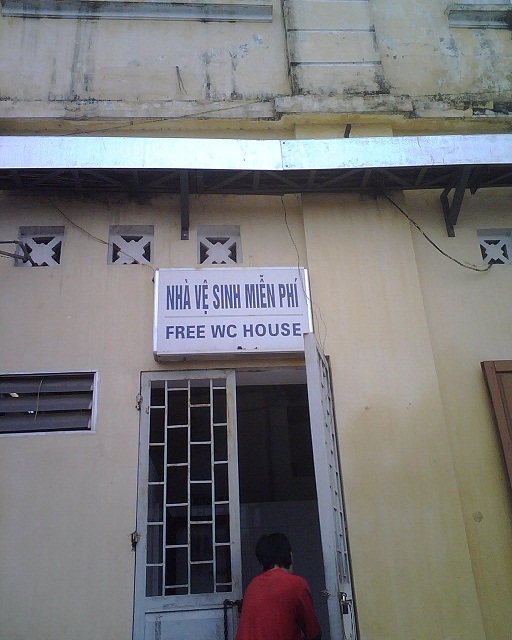 NHÀ VỆ SINH MIỄN PHÍ
FREE WC HOUSE